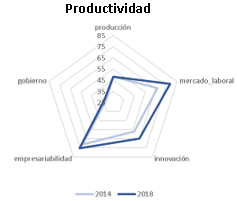 Productividad
producción
85
75
65
55
45
35
25
gobierno
mercado_laboral
empresariabilidad
innovación
2014
2018